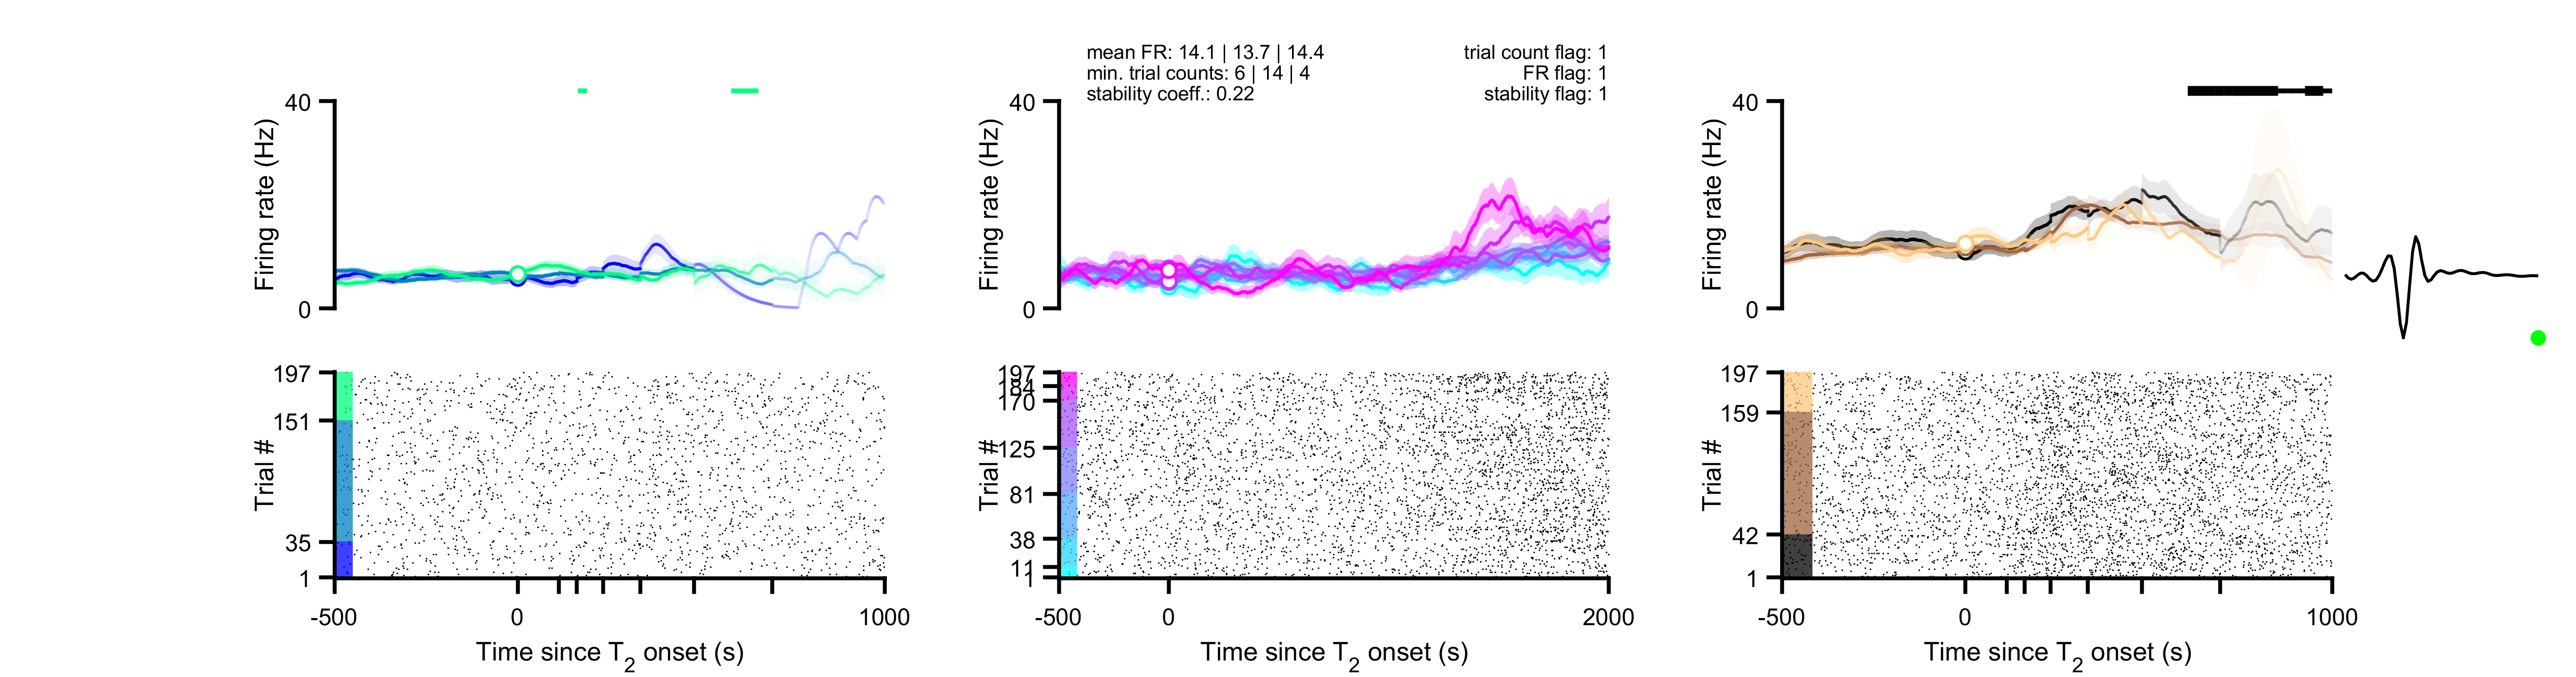 mean FR: 14.1 | 13.7 | 14.4
min. trial counts: 6 | 14 | 4
stability coeff.: 0.22
trial count flag: 1
FR flag: 1
stability flag: 1
40
Firing rate (Hz)
0
197
151
Trial #
35
1
-500
0
1000
Time since T2 onset (s)
40
Firing rate (Hz)
0
197
187
184
170
125
Trial #
81
38
11
1
-500
0
2000
Time since T2 onset (s)
40
Firing rate (Hz)
0
197
159
Trial #
42
1
-500
0
1000
Time since T2 onset (s)